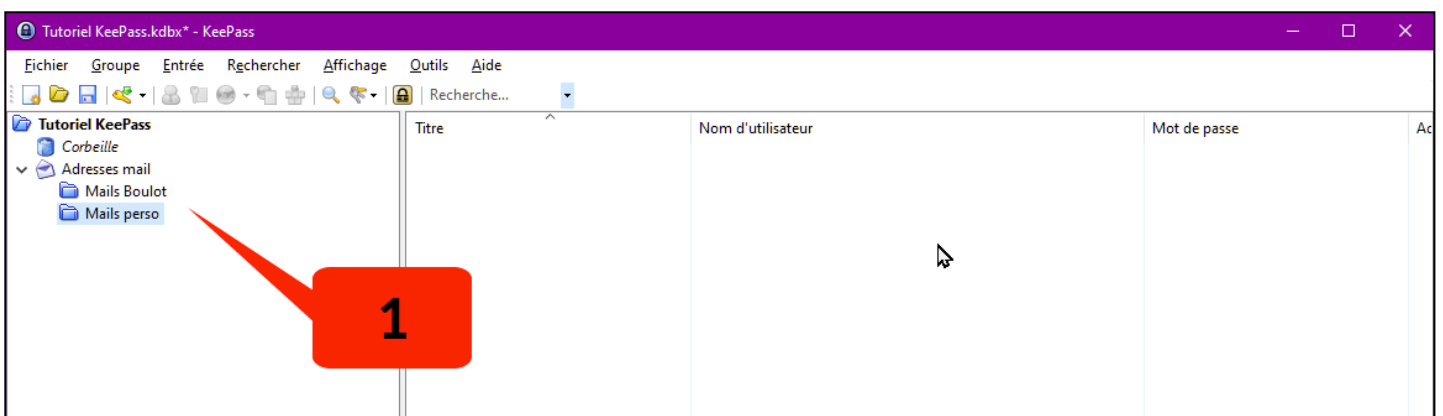 Tutoriel KeePass.kdbx* - KeePass
Fichier Groupe Entrée Rechercher Affichage Outils Aide
Recherche...
Tutoriel KeePass
Corbeille
Adresses mail
Mails Boulot
Mails perso
Titre Nom d'utilisateur Mot de passe Ac
1